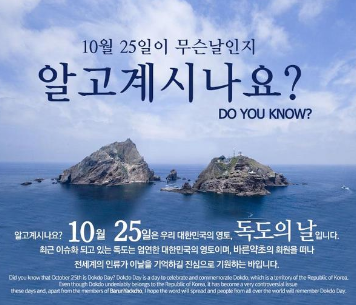 10월 25일이 무슨날인지
알고계시나요?
DO YOU KNOW?
알고계세요? 10월 25일은 우리 대한민국의 영토, 독도의 날입니다.
최근 이슈화 되고 있는 독도는 엄연한 대한민국의 영토이며, 바른약초의 회원을 떠나
전세계의 인류가 이날을 기억하길 진심으로 기원하는 바입니다.
Did you know that October 25th is Dokdo Day? Dokdo Day is a day to celebrate and commemorate Dokdo, which is a territory of the Republic of Korea.
Even though Dokdo undeniably belongs to the Republic of Korea, it has become a very controversial issue
these days and, apart from the members of BarunYackcho, I hope the word will spread and people from all over the world will remember Dokdo Day.